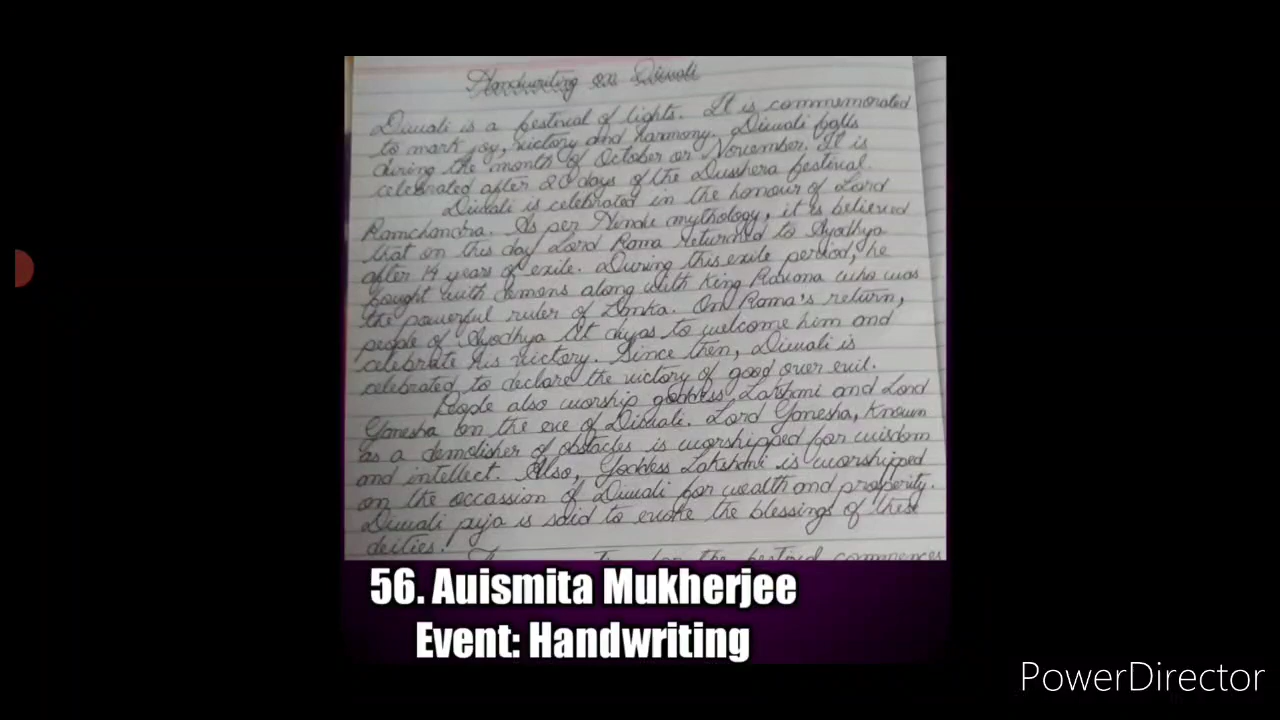 Handwriting on Diwali
Diwali is a festival of lights. It is commemorated
to mark joy, victory and harmony. Diwali falls
during the month of October or November. It is
celebrated after 20 days of the Dusshera festival.
Diwali is celebrated in the honour of Lord
Ramchandra. As per Hindu mythology, it is believed
that on this day Lord Rama returned to Ayodhya
after 14 years of exile. During this exile period, he
fought with demons along with King Ravana who was
the powerful ruler of Lanka. On Rama's return,
people of Ayodhya lit diyas to welcome him and
celebrate his victory. Since then, Diwali is
celebrated to declare the victory of good over evil.
People also worship goddess Lakshmi and Lord
Ganesha on the eve of Diwali. Lord Ganesha, known
as a demolisher of obstacles is worshipped for wisdom
and intellect. Also, Goddess Lakshmi is worshipped
on the occassion of Diwali for wealth and prosperity.
Diwali puja is said to evoke the blessings of these
deities.
the festival commences
56. Auismita Mukherjee
Event: Handwriting
PowerDirector